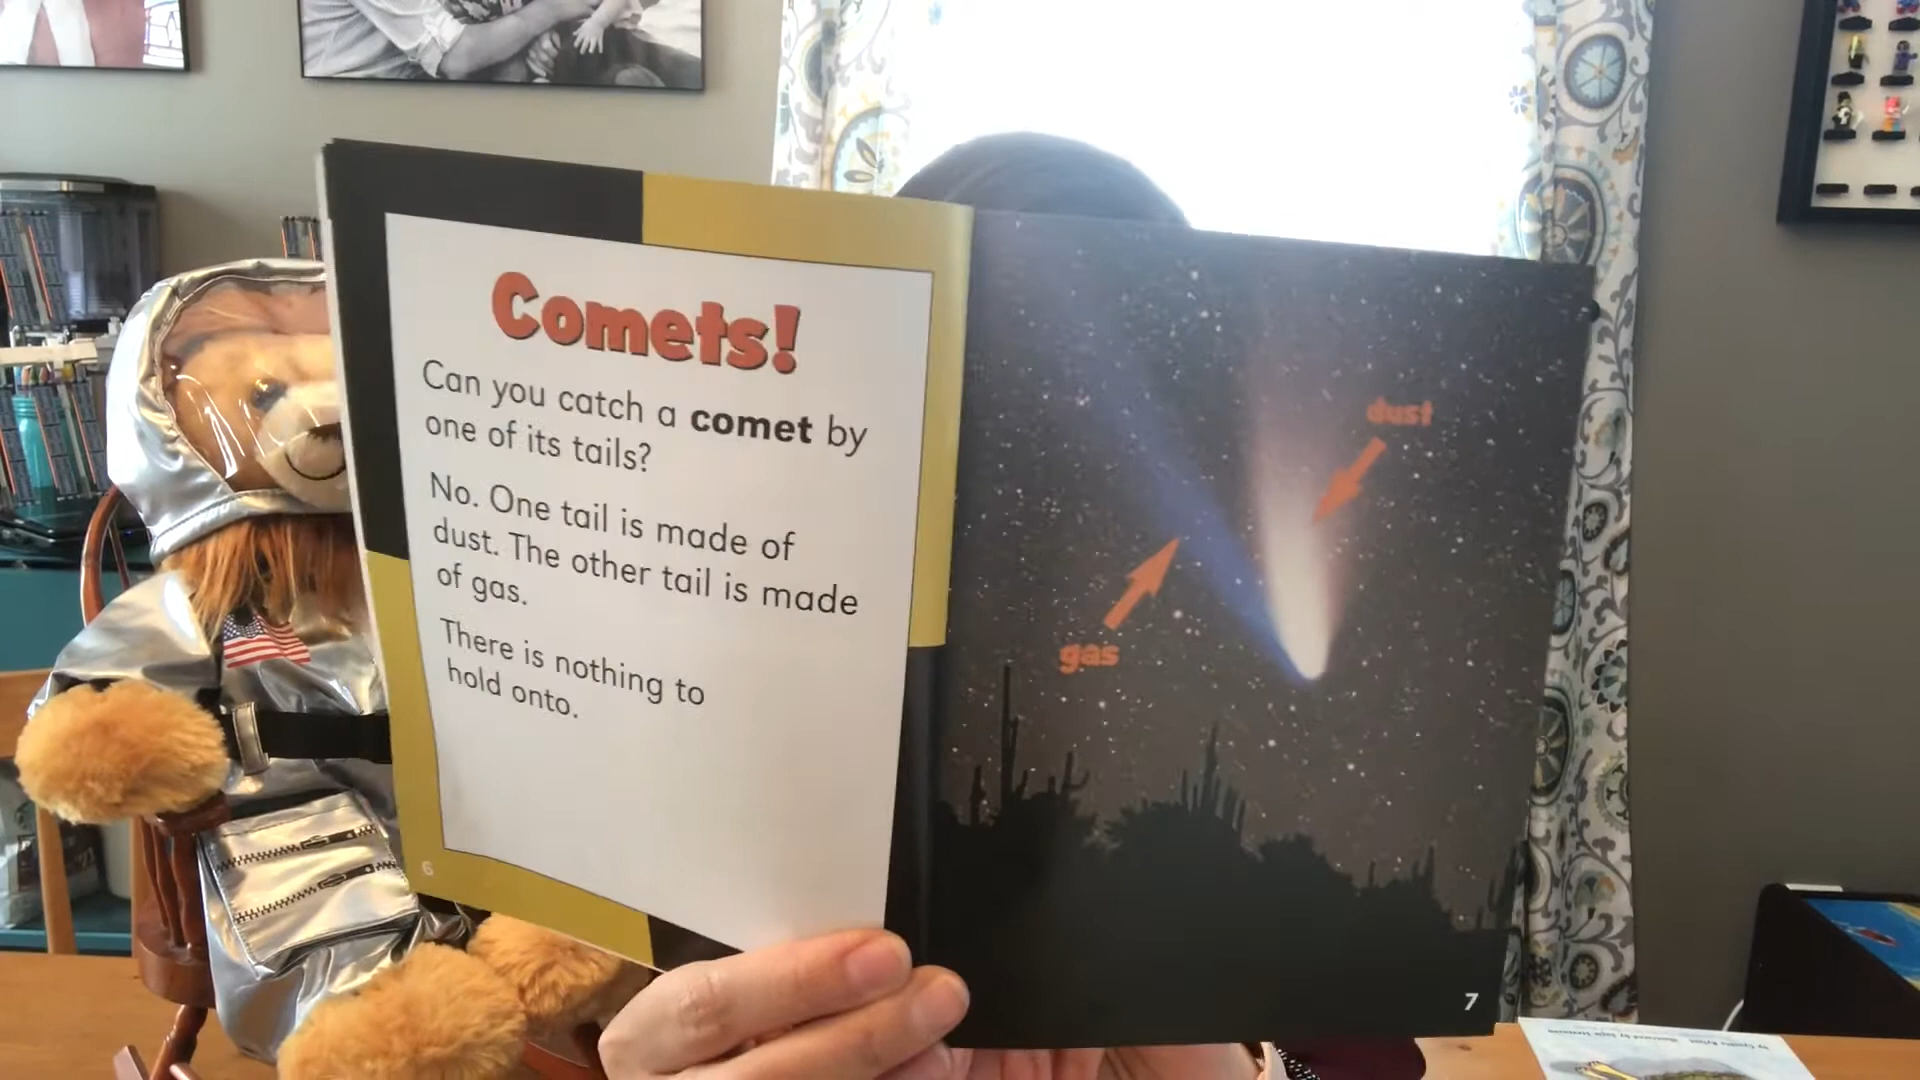 Comets!
Can you catch a comet by
one of its tails?
No. One tail is made of
dust. The other tail is made
of gas.
There is nothing to
hold onto.
6
dust
gas
7